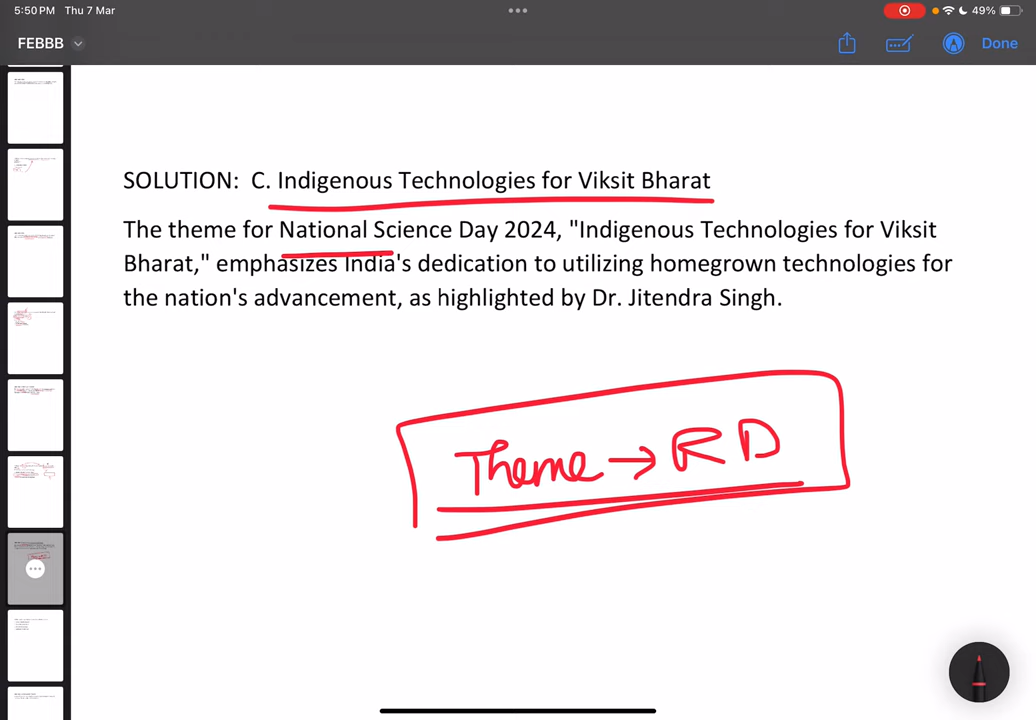 5:50 PM Thu 7 Mar
49%
FEBBB
Done
SOLUTION: C. Indigenous Technologies for Viksit Bharat
The theme for National Science Day 2024, "Indigenous Technologies for Viksit
Bharat," emphasizes India's dedication to utilizing homegrown technologies for
the nation's advancement, as highlighted by Dr. Jitendra Singh.
Theme → R D